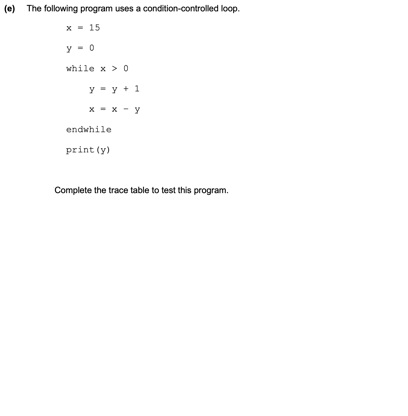 (e) The following program uses a condition-controlled loop.
x = 15
y = 0
while x > 0
y = y + 1
x = x - y
endwhile
print(y)
Complete the trace table to test this program.